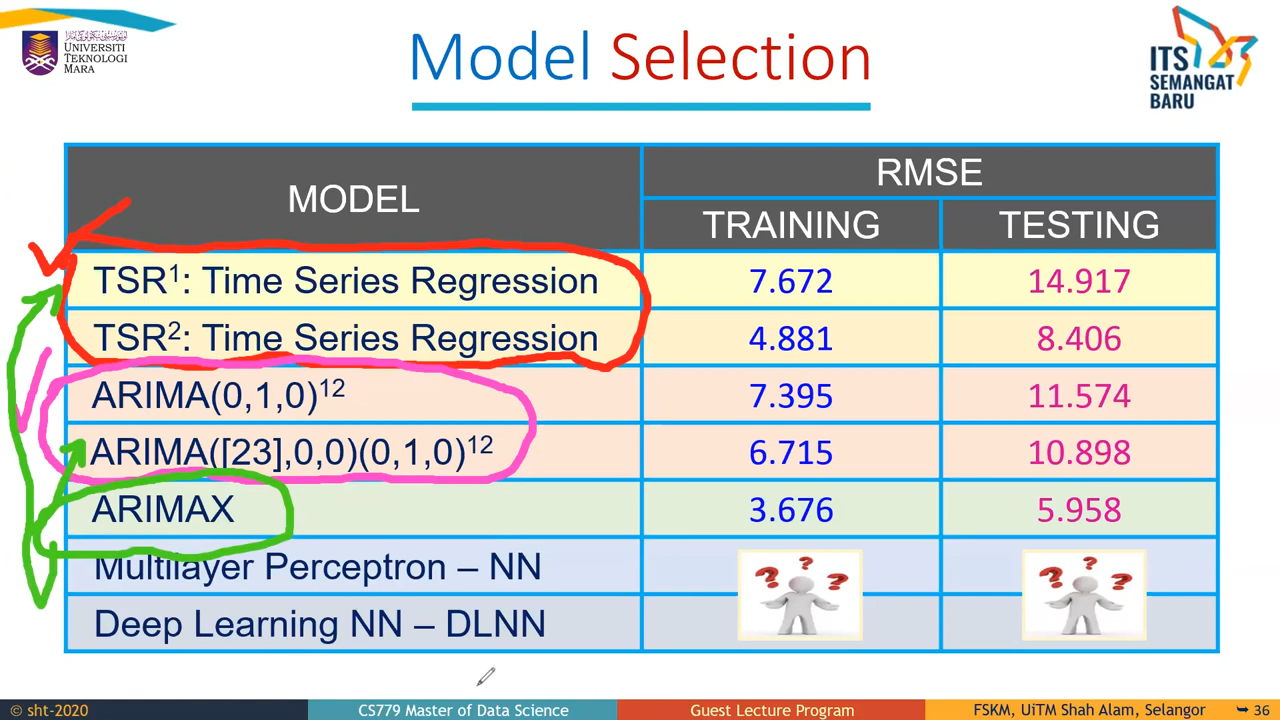 UNIVERSITI
TEKNOLOGI
MARA
Model Selection
ITS
SEMANGAT
BARU
MODEL
RMSE
TRAINING TESTING
TSR¹: Time Series Regression 7.672 14.917
TSR²: Time Series Regression 4.881 8.406
ARIMA(0,1,0)¹² 7.395 11.574
ARIMA([23],0,0)(0,1,0)¹² 6.715 10.898
ARIMAX 3.676 5.958
Multilayer Perceptron – NN
Deep Learning NN – DLNN
© sht-2020 CS779 Master of Data Science Guest Lecture Program FSKM, UiTM Shah Alam, Selangor 36